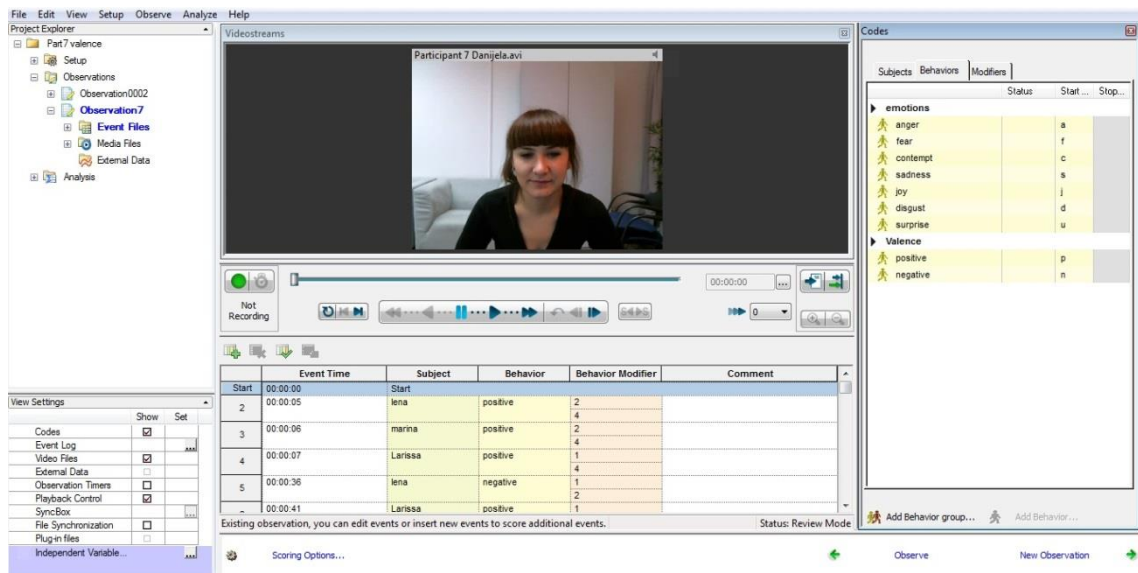 File Edit View Setup Observe Analyze Help
Project Explorer
Part7 valence
Setup
Observations
Observation0002
Observation7
Event Files
Media Files
External Data
Analysis
View Settings
Show Set
Codes
Event Log
Video Files
External Data
Observation Timers
Playback Control
SyncBox
File Synchronization
Plug-in files
Independent Variable...
Videostreams
Participant 7 Danijela.avi
Not
Recording
00:00:00
0
Event Time Subject Behavior Behavior Modifier Comment
Start 00:00:00 Start
2 00:00:05 lena positive 2
4
3 00:00:06 marina positive 2
4
4 00:00:07 Larissa positive 1
4
5 00:00:36 lena negative 1
2
00:00:41 Larissa positive 1
Existing observation, you can edit events or insert new events to score additional events. Status: Review Mode
Scoring Options...
Codes
Subjects Behaviors Modifiers
Status Start ... Stop...
emotions
anger a
fear f
contempt c
sadness s
joy j
disgust d
surprise u
Valence
positive p
negative n
Add Behavior group... Add Behavior...
Observe New Observation